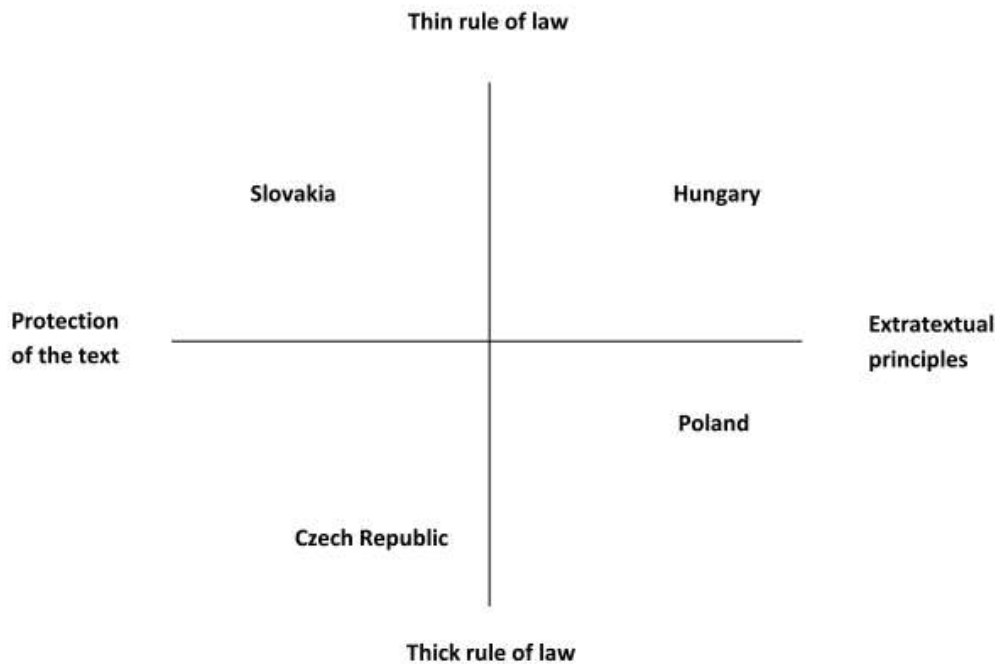 Thin rule of law
Slovakia
Hungary
Protection
of the text
Extratextual
principles
Poland
Czech Republic
Thick rule of law